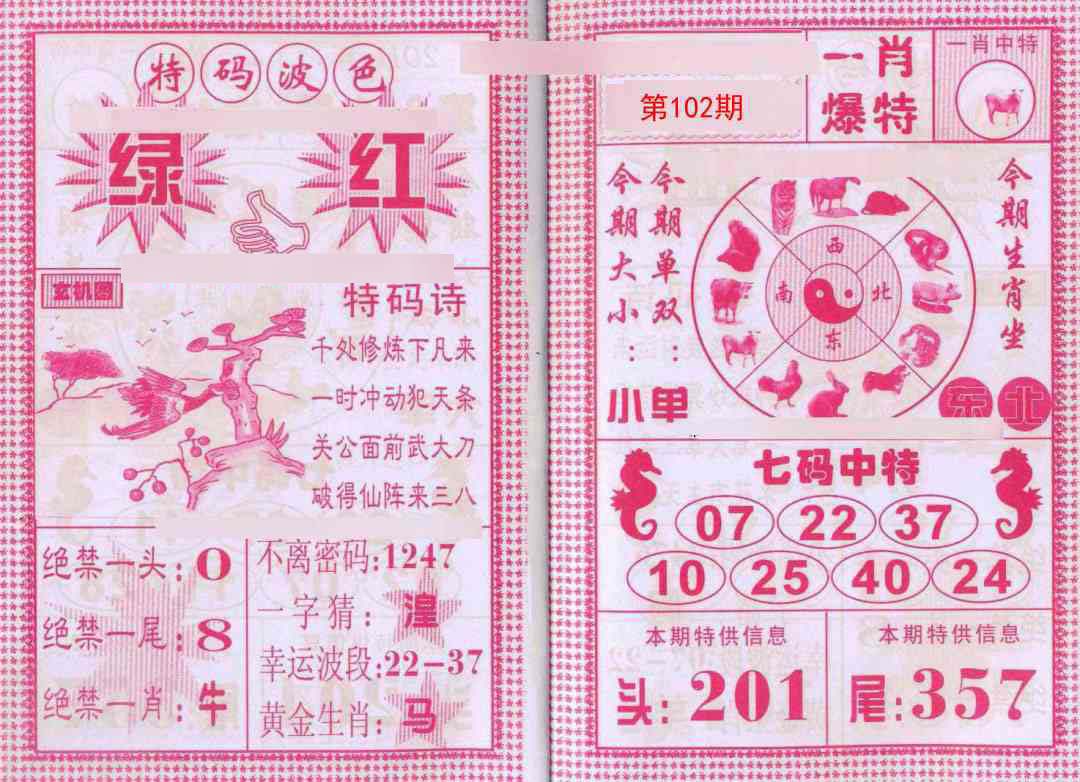 特码波色
绿 红
玄机图
特码诗
千处修炼下凡来
一时冲动犯天条
关公面前武大刀
破得仙阵来三八
绝禁一头:0
绝禁一尾:8
绝禁一肖:牛
不离密码:1247
一字猜:湟
幸运波段:22-37
黄金生肖:马
第102期
一肖
爆特
一肖中特
今期大小:小
今期单双:单
西
南 北
东
今期生肖坐
东北
七码中特
07 22 37
10 25 40 24
本期特供信息
头:201
本期特供信息
尾:357